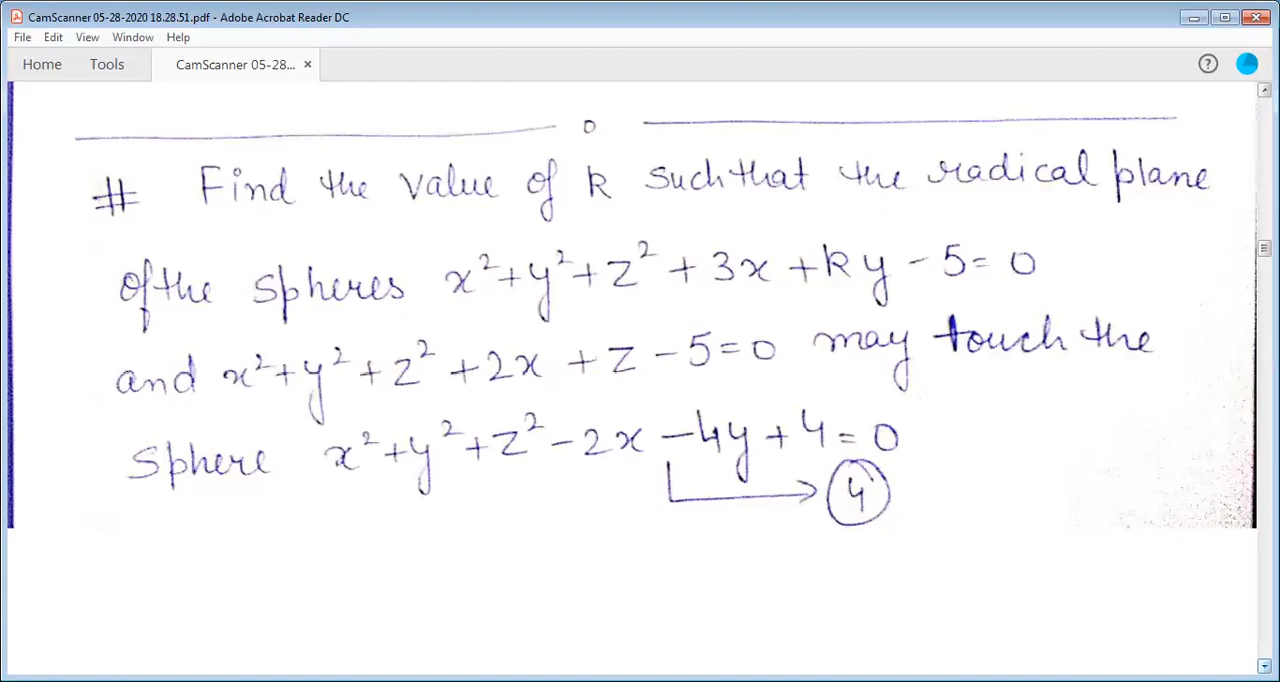 CamScanner 05-28-2020 18.28.51.pdf - Adobe Acrobat Reader DC
File Edit View Window Help
Home Tools CamScanner 05-28... ×
# Find the value of k such that the radical plane
of the spheres x²+y²+z²+3x+ky-5=0
and x²+y²+z²+2x+z-5=0 may touch the
sphere x²+y²+z²-2x-4y+4=0
4